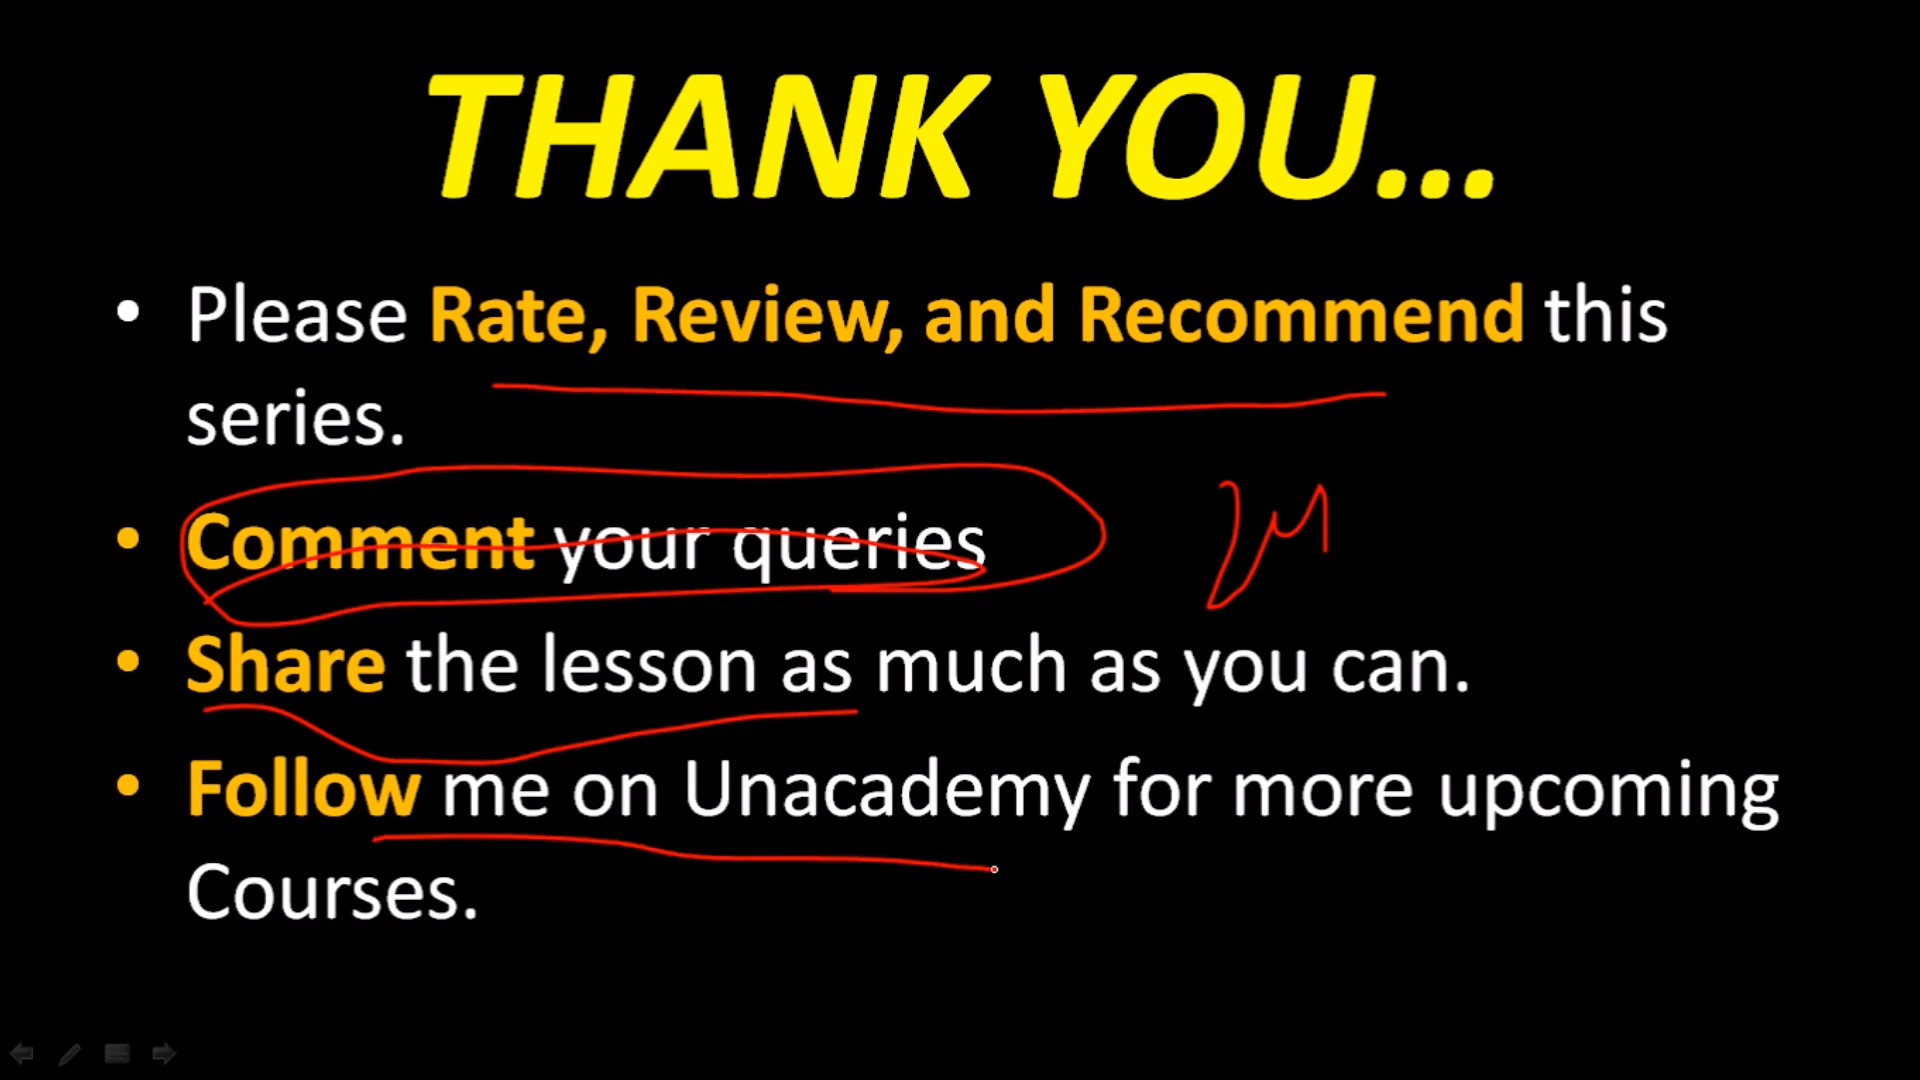 THANK YOU...
• Please Rate, Review, and Recommend this
series.
• Comment your queries
• Share the lesson as much as you can.
• Follow me on Unacademy for more upcoming
Courses.